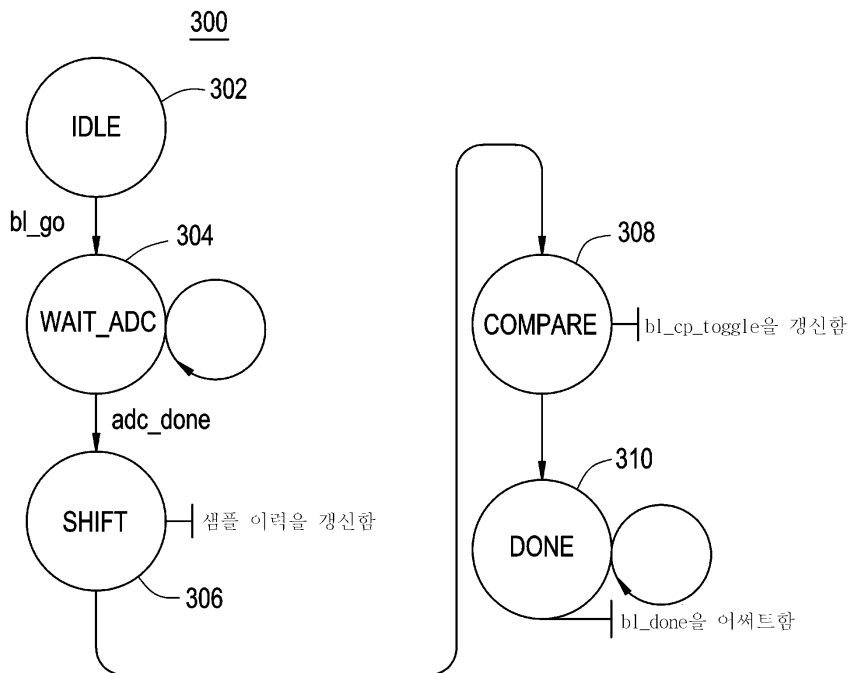 300
302
IDLE
bl_go
304
WAIT_ADC
adc_done
SHIFT
샘플 이력을 갱신함
306
308
COMPARE
bl_cp_toggle을 갱신함
310
DONE
bl_done을 어써트함